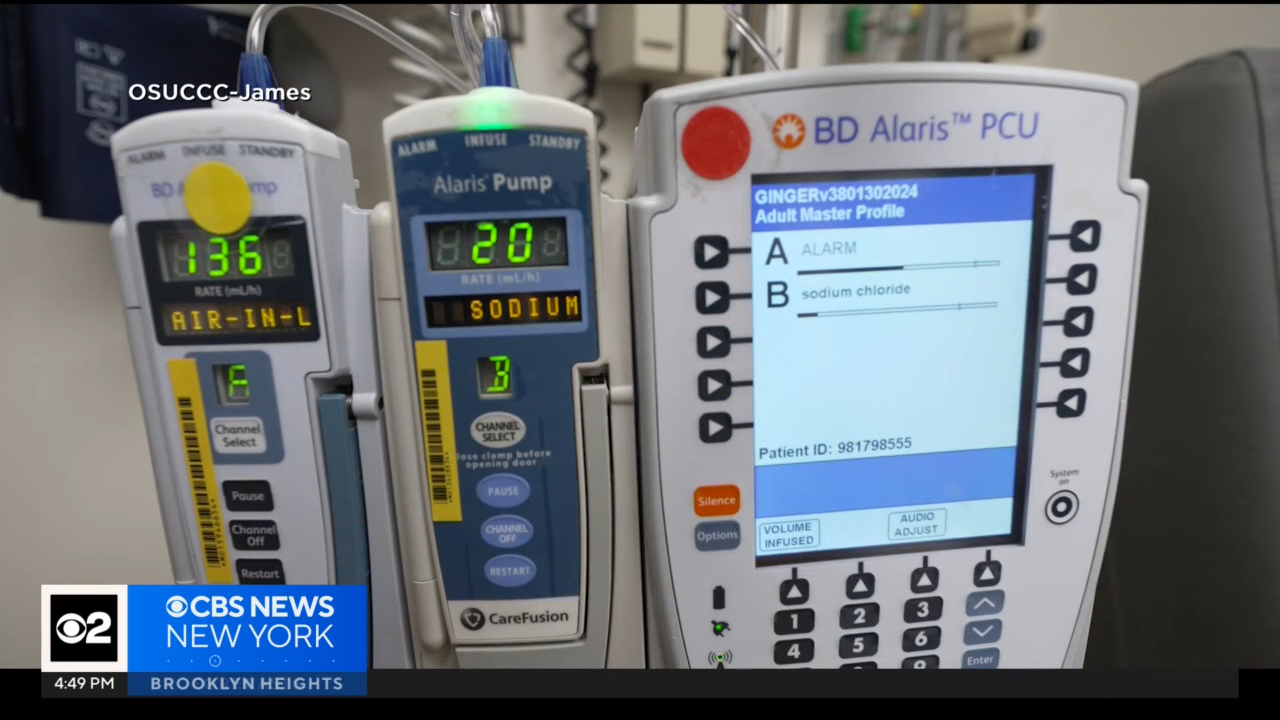 OSUCCC-James
ALARM INFUSE STANDBY
136
RATE (mL/h)
AIR-IN-L
Channel
Select
Pause
Channel
Off
Restart
ALARM INFUSE STANDBY
Alaris® Pump
20
RATE (mL/h)
SODIUM
B
CHANNEL
SELECT
opening door
PAUSE
CHANNEL
OFF
RESTART
CareFusion
BD Alaris™ PCU
GINGERv3801302024
Adult Master Profile
A ALARM
B sodium chloride
Patient ID: 981798555
VOLUME
INFUSED
AUDIO
ADJUST
Silence
Options
System
on
1 2 3
4 5 6
Enter
2
CBS NEWS
NEW YORK
4:49 PM
BROOKLYN HEIGHTS